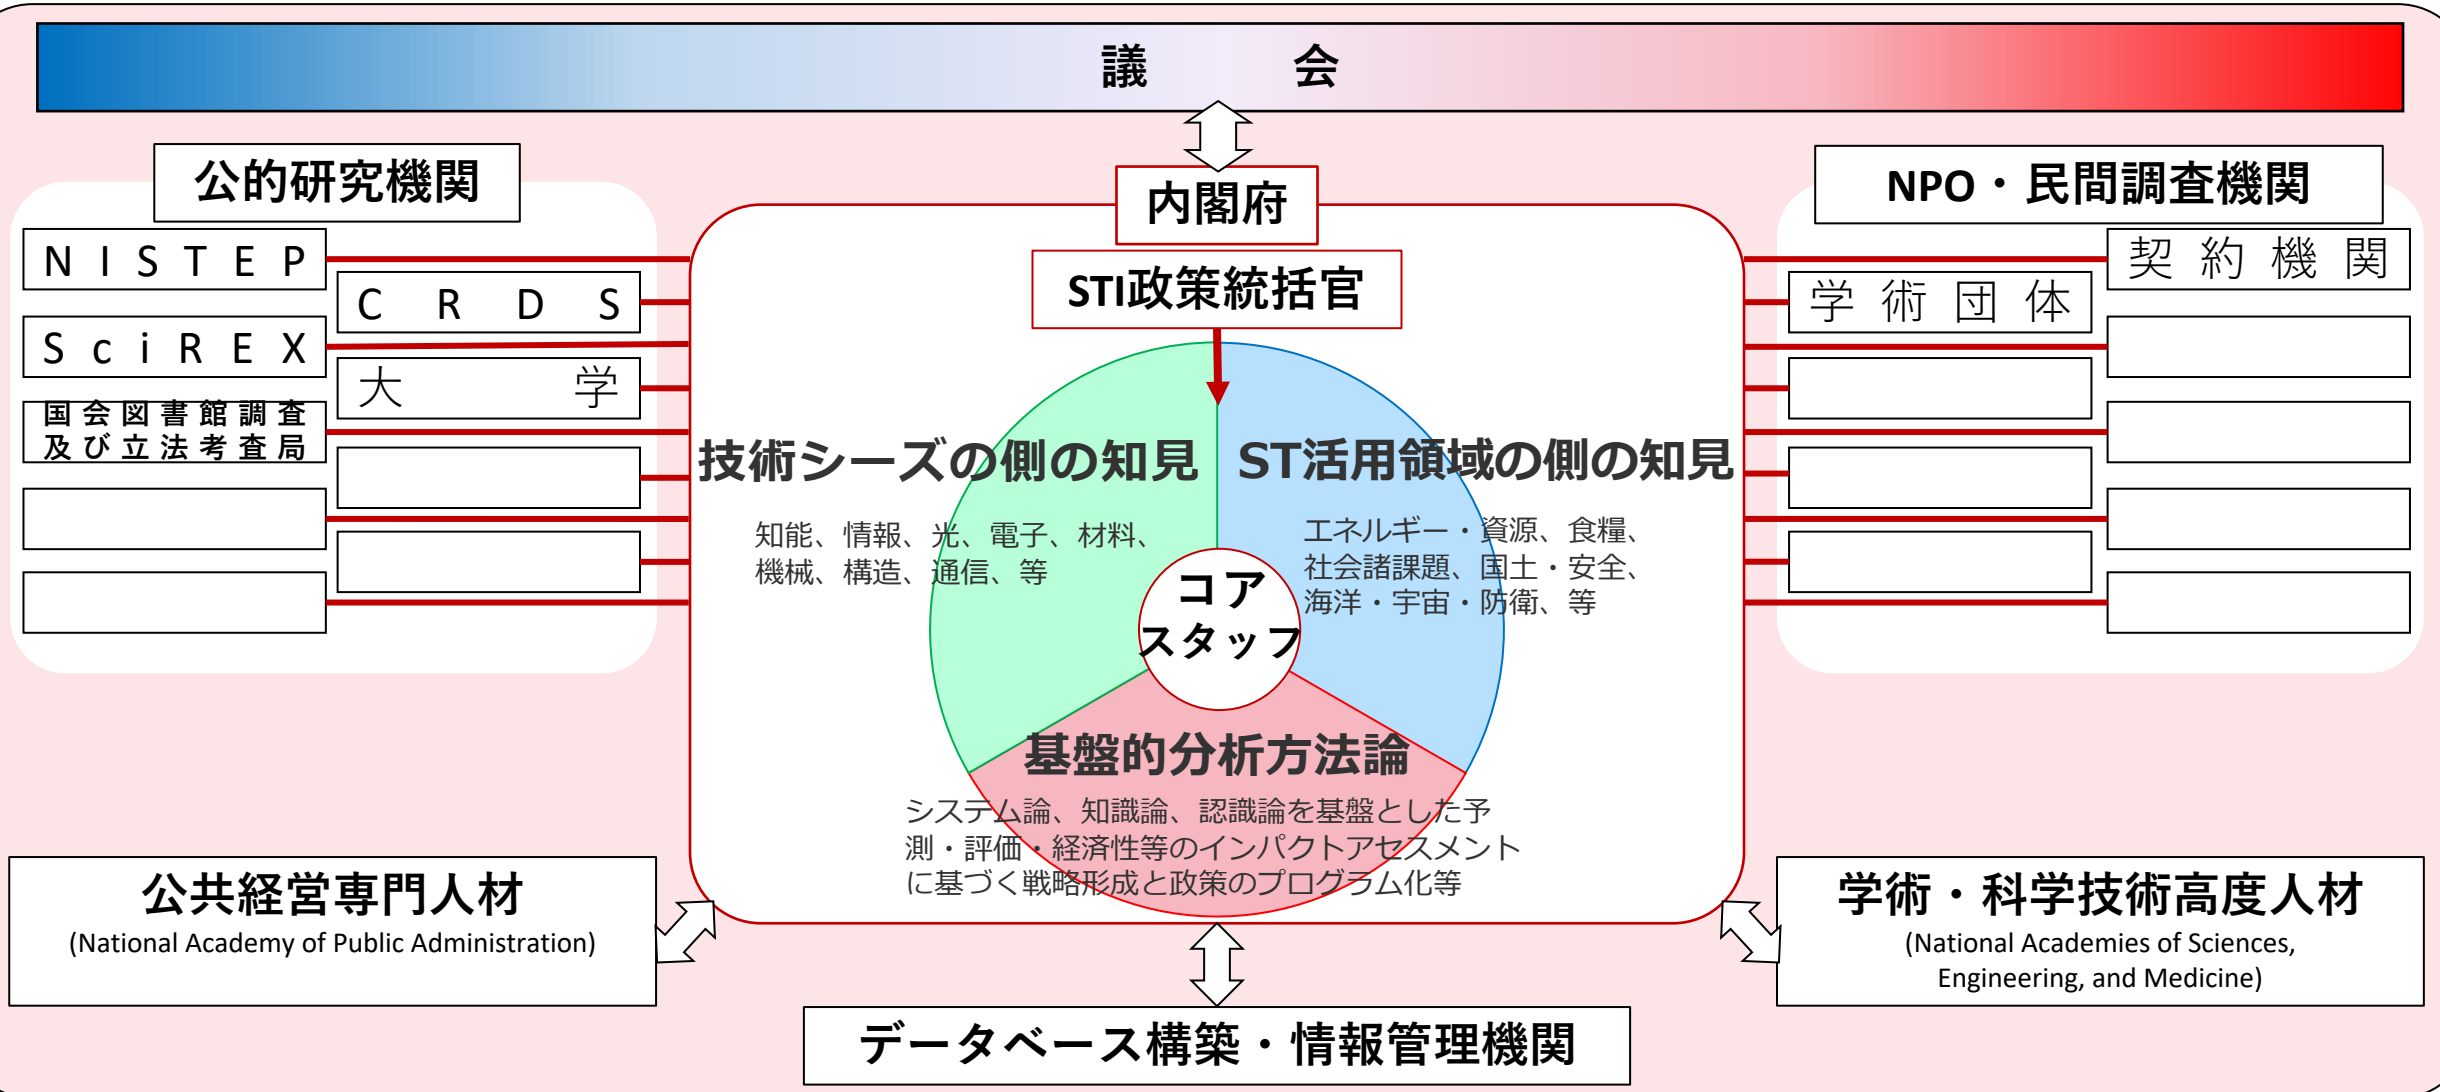 議会
公的研究機関
NISTEP
CRDS
SciREX
大学
国会図書館調査
及び立法考査局
内閣府
STI政策統括官
技術シーズの側の知見
知能、情報、光、電子、材料、
機械、構造、通信、等
ST活用領域の側の知見
エネルギー・資源、食糧、
社会諸課題、国土・安全、
海洋・宇宙・防衛、等
コア
スタッフ
基盤的分析方法論
システム論、知識論、認識論を基盤とした予
測・評価・経済性等のインパクトアセスメント
に基づく戦略形成と政策のプログラム化等
NPO・民間調査機関
契約機関
学術団体
公共経営専門人材
(National Academy of Public Administration)
データベース構築・情報管理機関
学術・科学技術高度人材
(National Academies of Sciences,
Engineering, and Medicine)